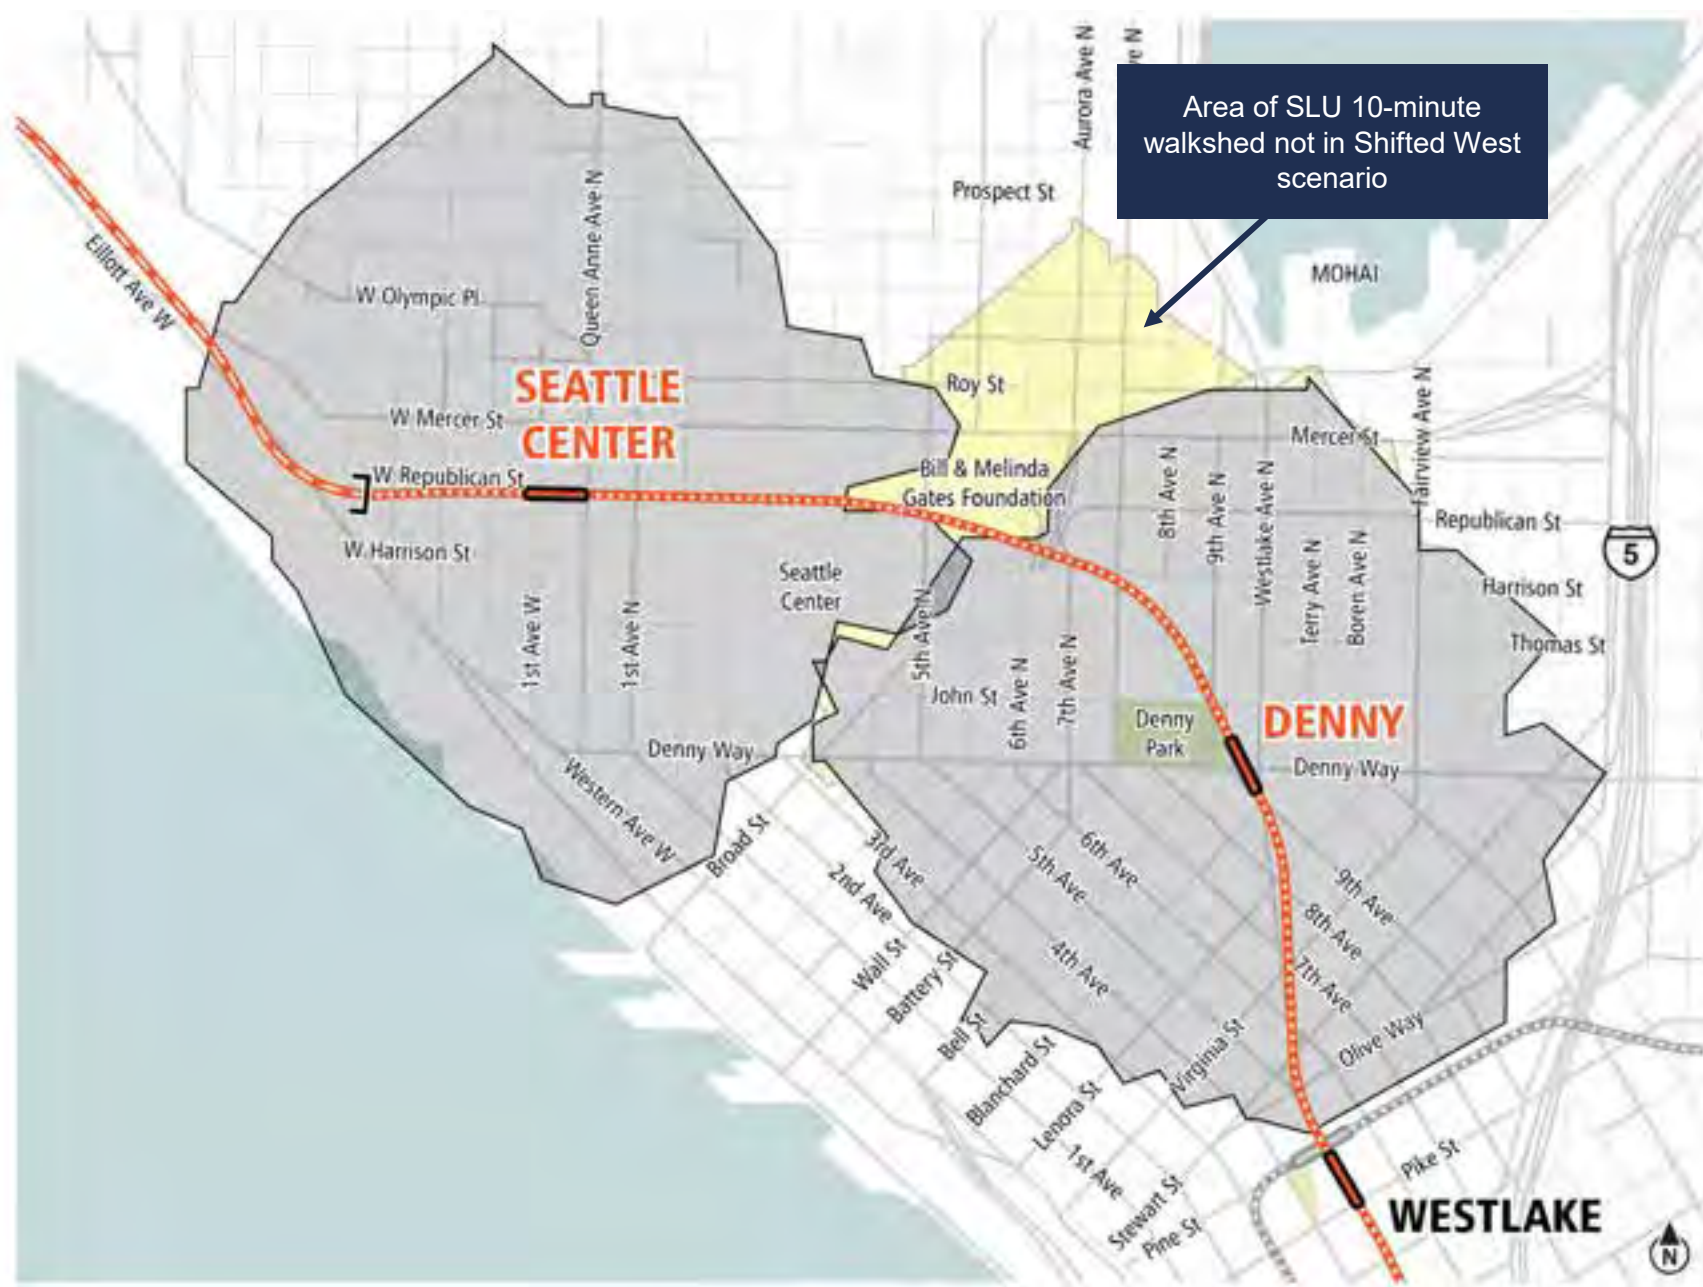 Aurora Ave N
ve N
Area of SLU 10-minute
walkshed not in Shifted West
scenario
Prospect St
Queen Anne Ave N
Elliott Ave W
W Olympic Pl
MOHAI
SEATTLE
CENTER
Roy St
W Mercer St
Mercer St
Fairview Ave N
W Republican St
Bill & Melinda
Gates Foundation
8th Ave N
9th Ave N
Westlake Ave N
Republican St
5
W Harrison St
Seattle
Center
Terry Ave N
Boren Ave N
Harrison St
1st Ave W
1st Ave N
5th Ave N
6th Ave N
7th Ave N
Thomas St
John St
Denny
Park
DENNY
Denny Way
Denny Way
Western Ave W
Broad St
3rd Ave
2nd Ave
5th Ave
6th Ave
4th Ave
9th Ave
8th Ave
7th Ave
Wall St
Battery St
Bell St
Blanchard St
Lenora St
1st Ave
Virginia St
Olive Way
Stewart St
Pine St
Pike St
WESTLAKE
N